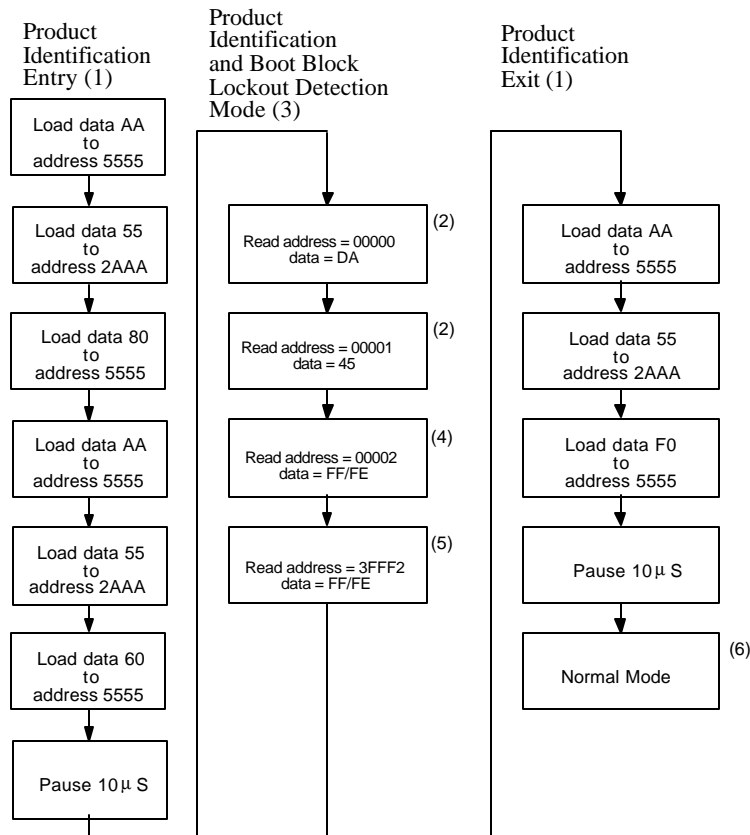 Product
Identification
Entry (1)
Load data AA
to
address 5555
Load data 55
to
address 2AAA
Load data 80
to
address 5555
Load data AA
to
address 5555
Load data 55
to
address 2AAA
Load data 60
to
address 5555
Pause 10 μ S
Product
Identification
and Boot Block
Lockout Detection
Mode (3)
Read address = 00000
data = DA
(2)
Read address = 00001
data = 45
(2)
Read address = 00002
data = FF/FE
(4)
Read address = 3FFF2
data = FF/FE
(5)
Product
Identification
Exit (1)
Load data AA
to
address 5555
Load data 55
to
address 2AAA
Load data F0
to
address 5555
Pause 10 μ S
Normal Mode
(6)